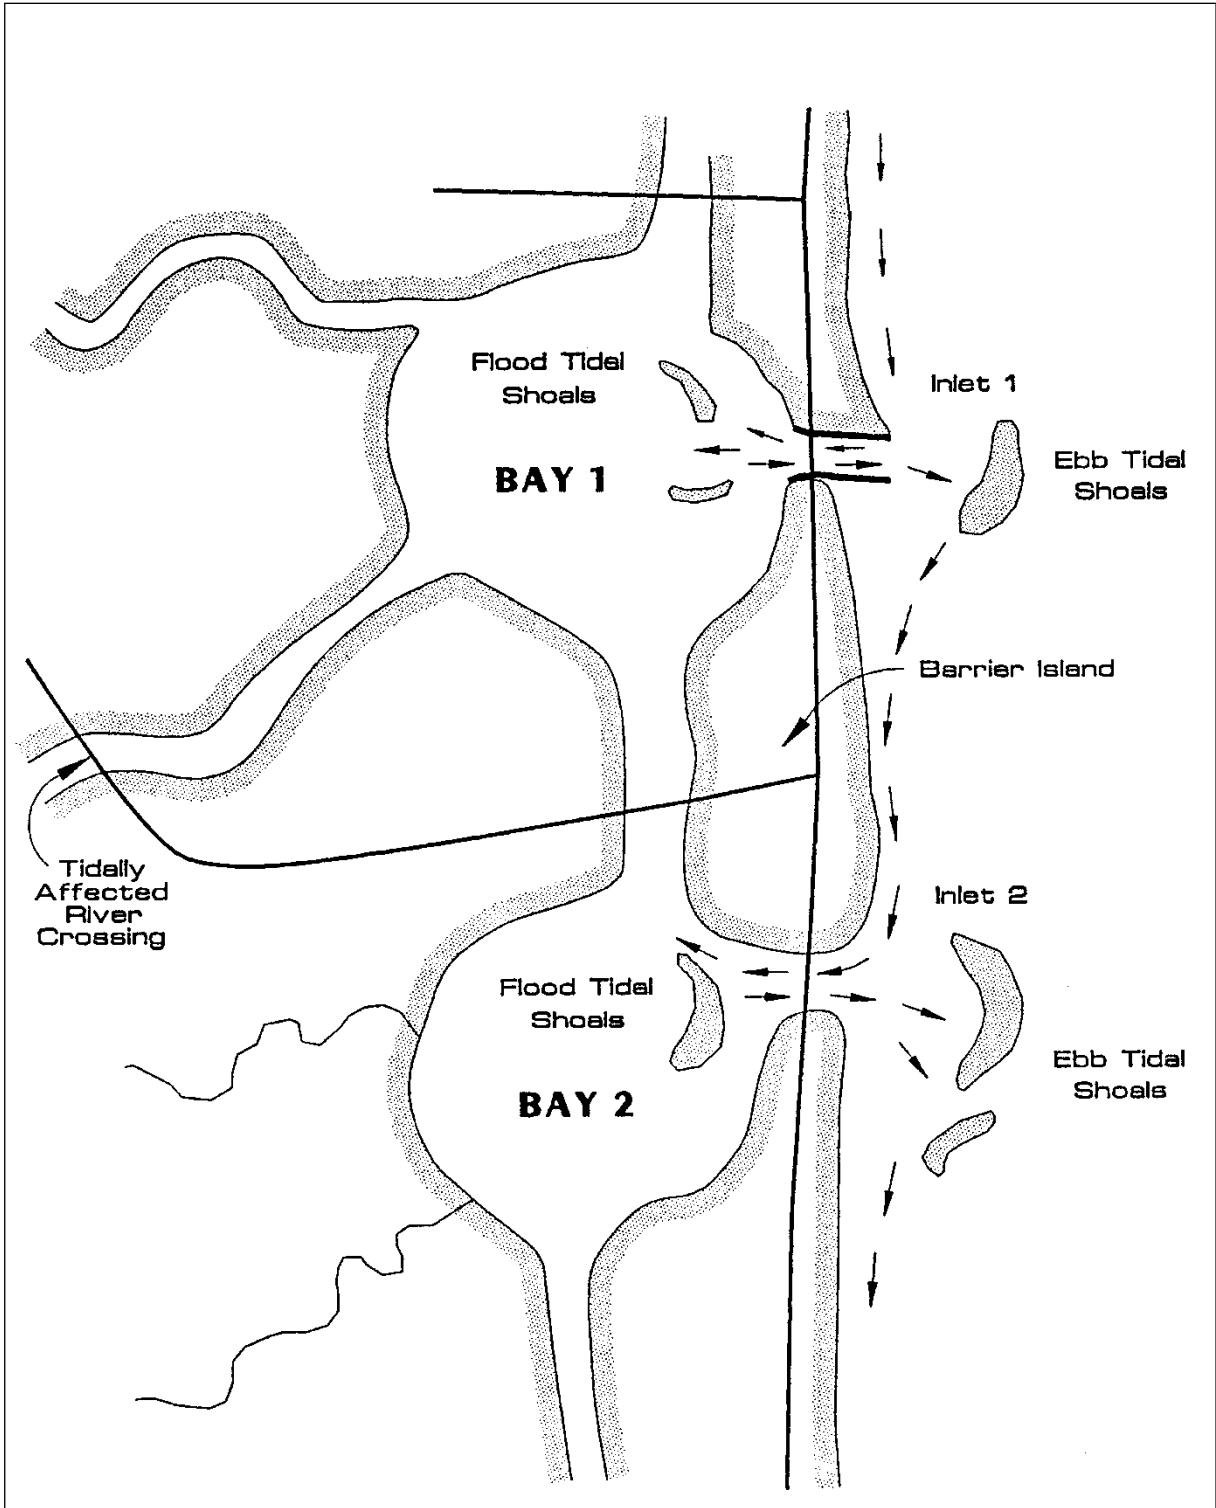 Flood Tidal
Shoals
Inlet 1
BAY 1
Ebb Tidal
Shoals
Barrier Island
Tidally
Affected
River
Crossing
Inlet 2
Flood Tidal
Shoals
Ebb Tidal
Shoals
BAY 2